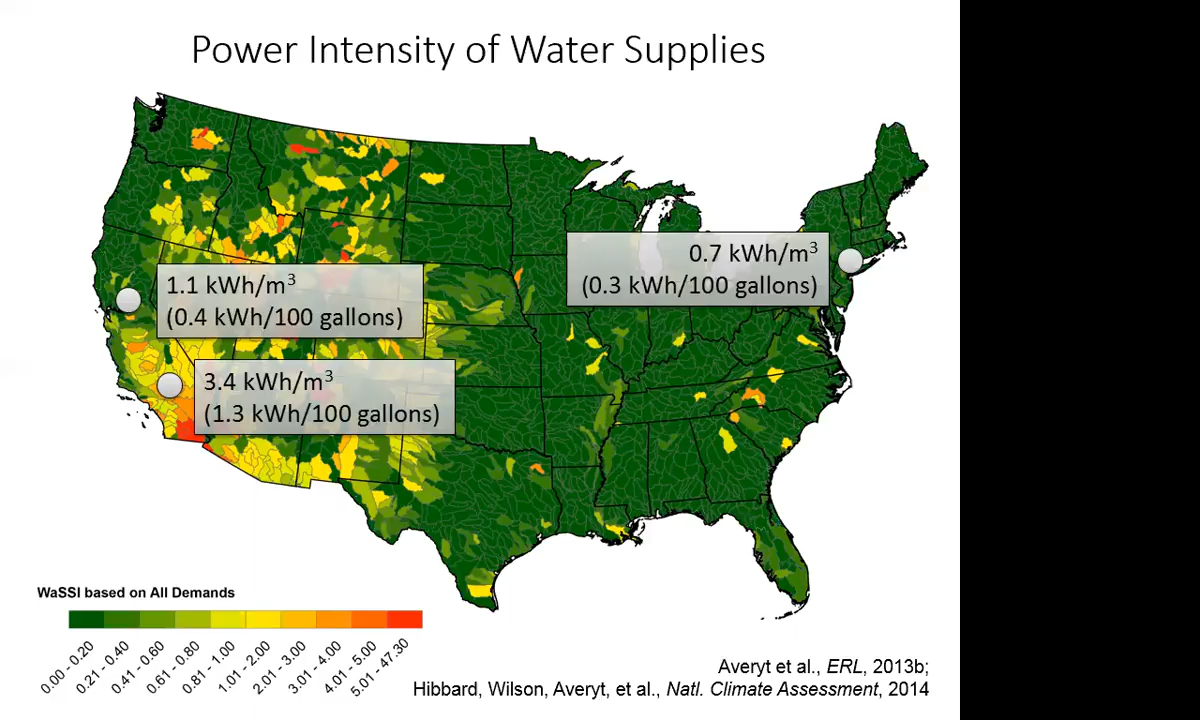 Power Intensity of Water Supplies
0.7 kWh/m³
(0.3 kWh/100 gallons)
1.1 kWh/m³
(0.4 kWh/100 gallons)
3.4 kWh/m³
(1.3 kWh/100 gallons)
WaSSI based on All Demands
0.00 - 0.20
0.21 - 0.40
0.41 - 0.60
0.61 - 0.80
0.81 - 1.00
1.01 - 2.00
2.01 - 3.00
3.01 - 4.00
4.01 - 5.00
5.01 - 47.30
Averyt et al., ERL, 2013b;
Hibbard, Wilson, Averyt, et al., Natl. Climate Assessment, 2014